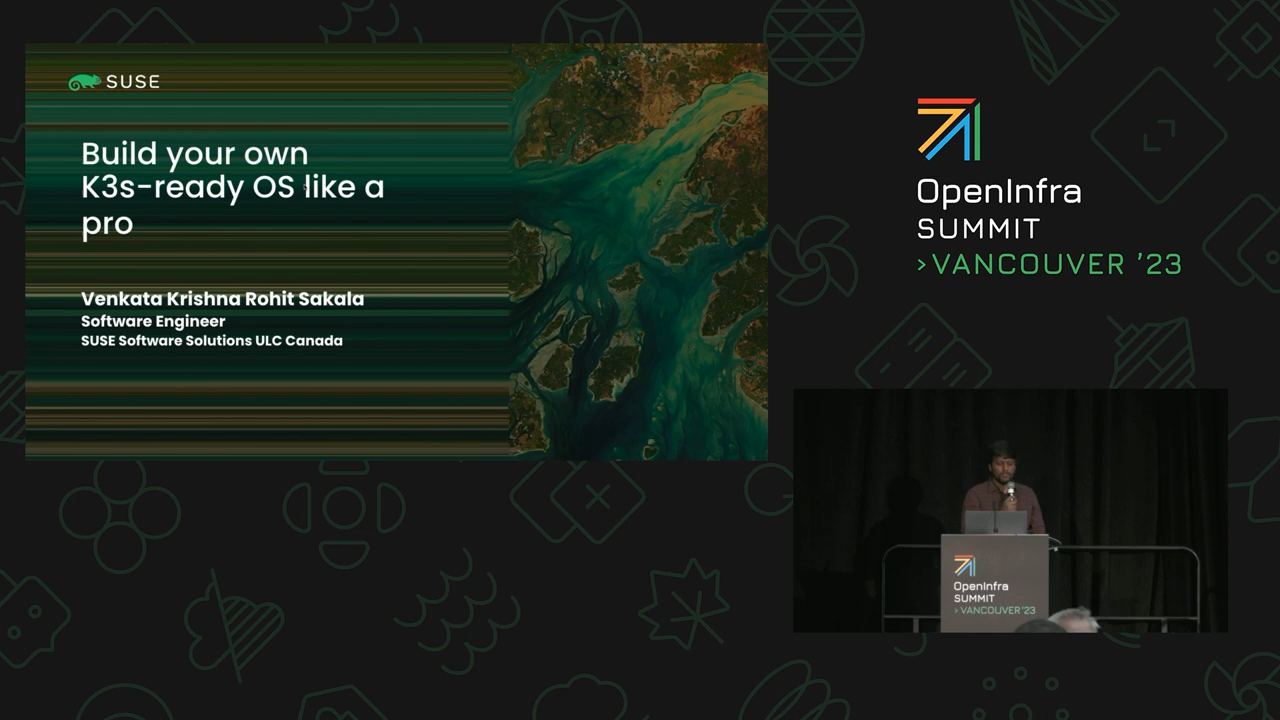 SUSE
Build your own
K3s-ready OS like a
pro
Venkata Krishna Rohit Sakala
Software Engineer
SUSE Software Solutions ULC Canada
OpenInfra
SUMMIT
>VANCOUVER ’23
OpenInfra
SUMMIT
> VANCOUVER ’23